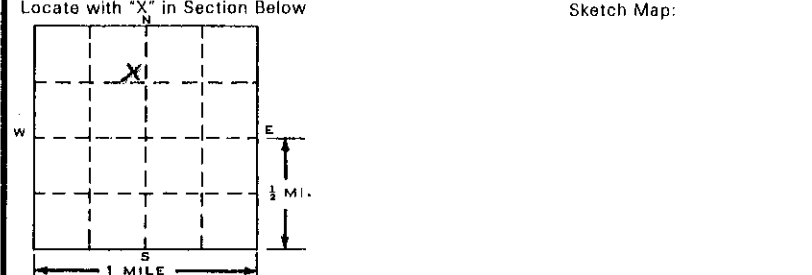 Locate with "X" in Section Below
Sketch Map:
N
X
W
E
½ MI.
S
1 MILE